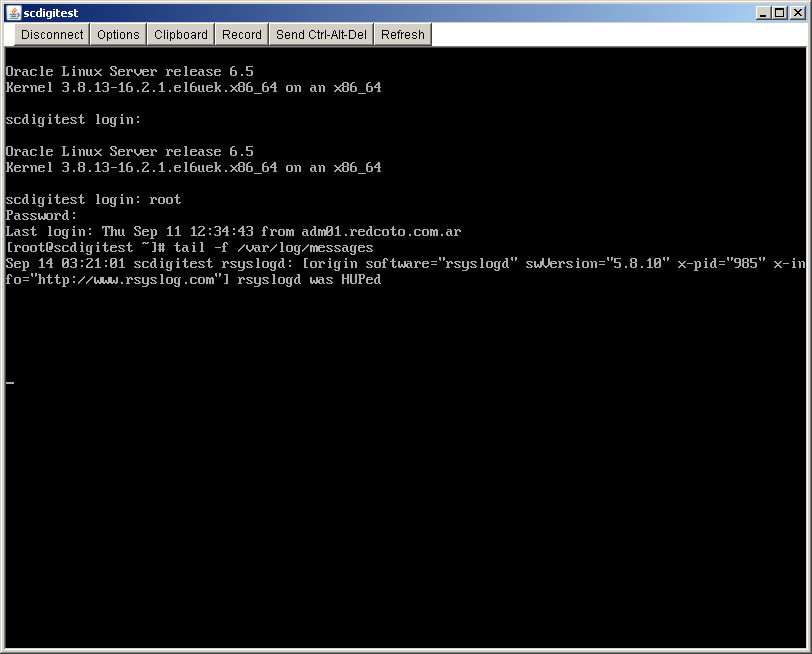 scdigitest
Disconnect Options Clipboard Record Send Ctrl-Alt-Del Refresh
Oracle Linux Server release 6.5
Kernel 3.8.13-16.2.1.el6uek.x86_64 on an x86_64
scdigitest login:
Oracle Linux Server release 6.5
Kernel 3.8.13-16.2.1.el6uek.x86_64 on an x86_64
scdigitest login: root
Password:
Last login: Thu Sep 11 12:34:43 from adm01.redcoto.com.ar
[root@scdigitest ~]# tail -f /var/log/messages
Sep 14 03:21:01 scdigitest rsyslogd: [origin software="rsyslogd" swVersion="5.8.10" x-pid="985" x-in
fo="http://www.rsyslog.com"] rsyslogd was HUPed